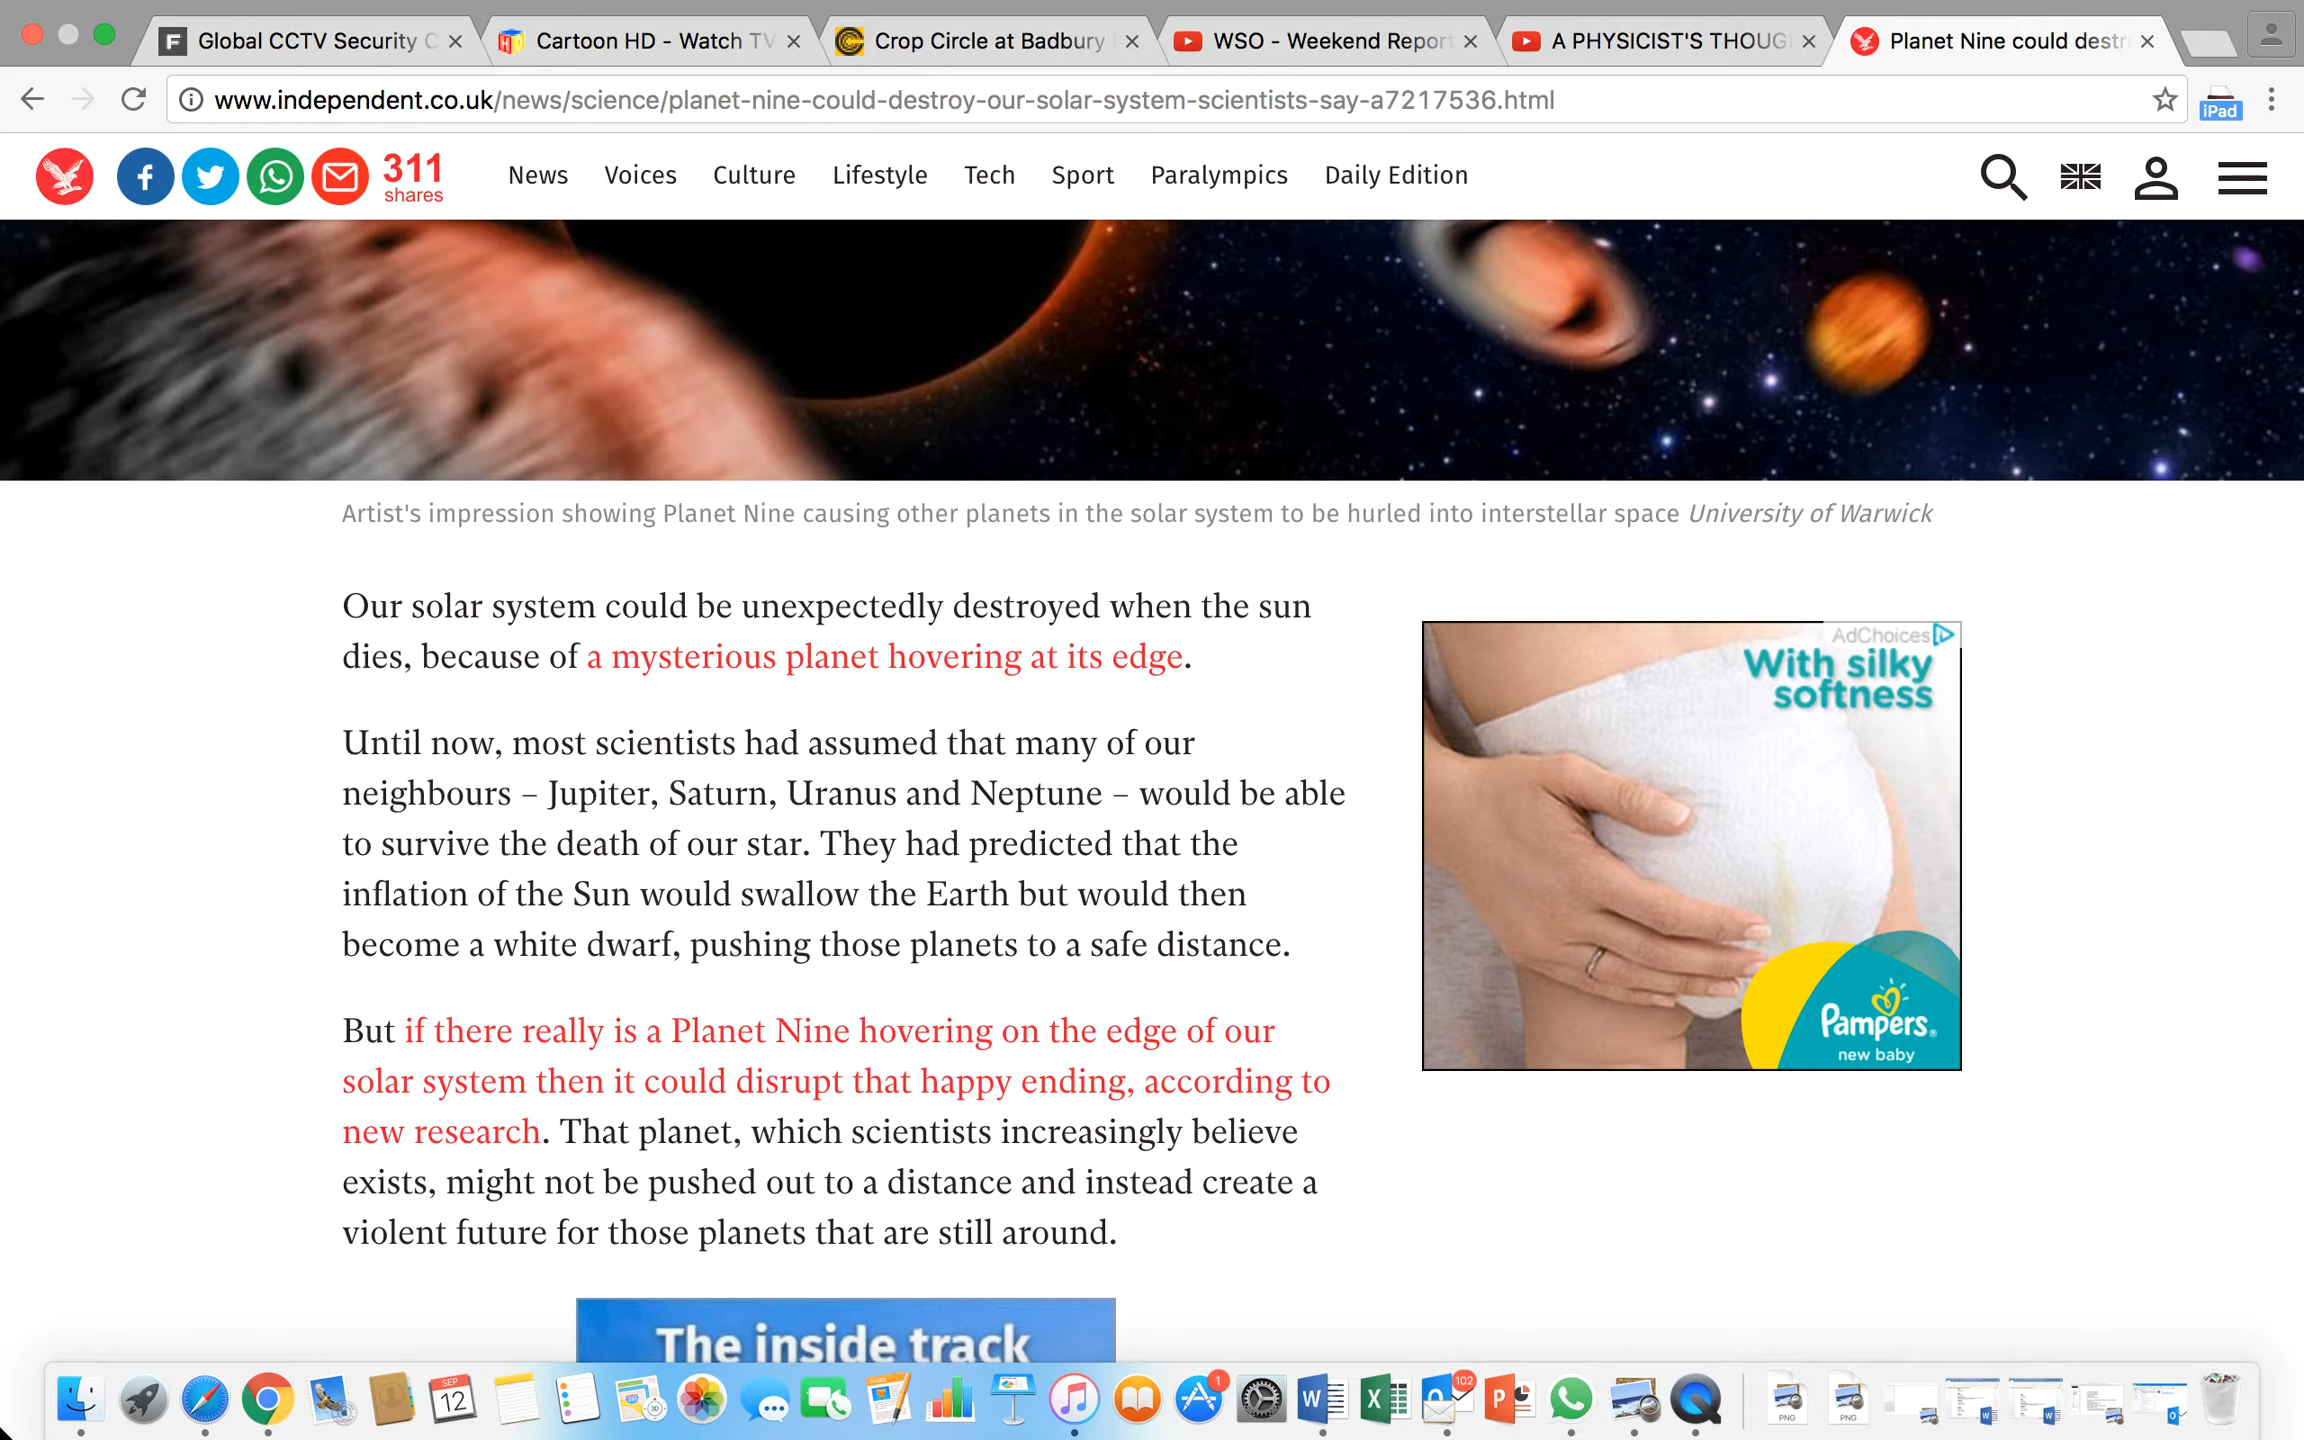 Global CCTV Security C
Cartoon HD - Watch TV
Crop Circle at Badbury
WSO - Weekend Report
A PHYSICIST'S THOUG
Planet Nine could destr
www.independent.co.uk/news/science/planet-nine-could-destroy-our-solar-system-scientists-say-a7217536.html
iPad
311
shares
News Voices Culture Lifestyle Tech Sport Paralympics Daily Edition
Artist's impression showing Planet Nine causing other planets in the solar system to be hurled into interstellar space University of Warwick
Our solar system could be unexpectedly destroyed when the sun
dies, because of a mysterious planet hovering at its edge.
Until now, most scientists had assumed that many of our
neighbours – Jupiter, Saturn, Uranus and Neptune – would be able
to survive the death of our star. They had predicted that the
inflation of the Sun would swallow the Earth but would then
become a white dwarf, pushing those planets to a safe distance.
But if there really is a Planet Nine hovering on the edge of our
solar system then it could disrupt that happy ending, according to
new research. That planet, which scientists increasingly believe
exists, might not be pushed out to a distance and instead create a
violent future for those planets that are still around.
AdChoices
With silky
softness
Pampers.
new baby
The inside track
SEP
12
1
102
PNG
PNG